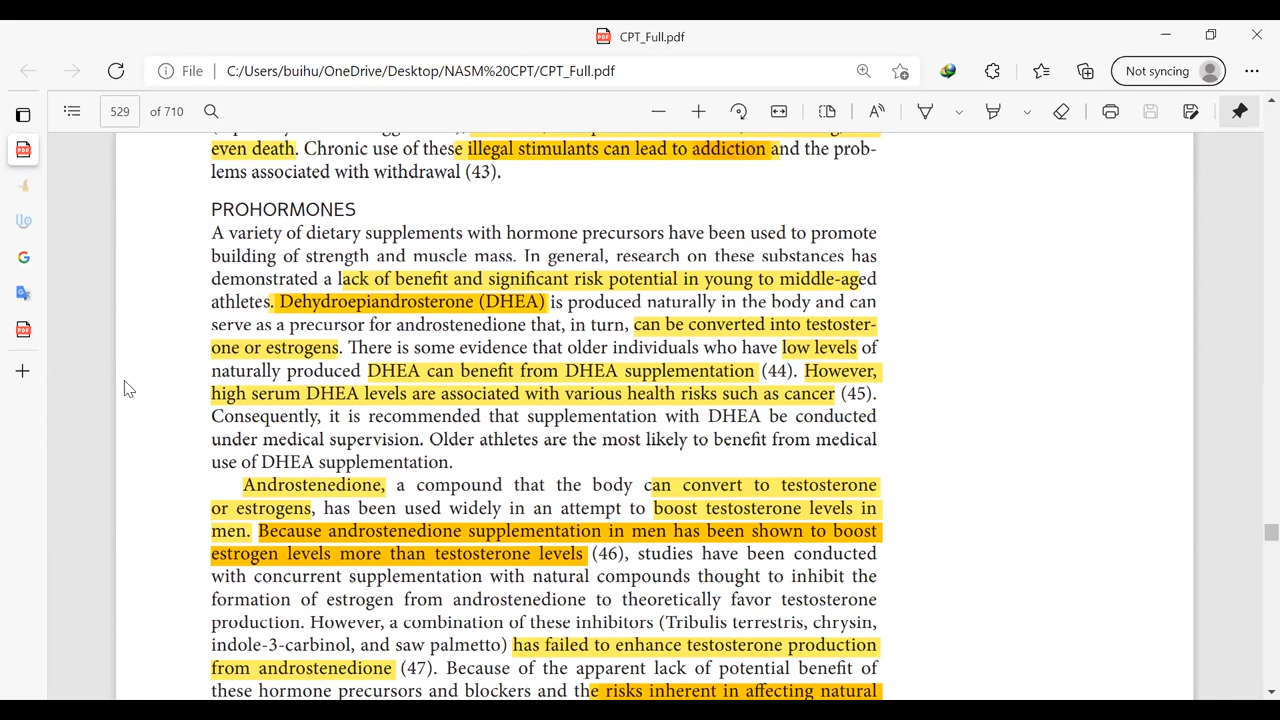 CPT_Full.pdf
File C:/Users/buihu/OneDrive/Desktop/NASM%20CPT/CPT_Full.pdf
Not syncing
529 of 710
even death. Chronic use of these illegal stimulants can lead to addiction and the prob-
lems associated with withdrawal (43).
PROHORMONES
A variety of dietary supplements with hormone precursors have been used to promote
building of strength and muscle mass. In general, research on these substances has
demonstrated a lack of benefit and significant risk potential in young to middle-aged
athletes. Dehydroepiandrosterone (DHEA) is produced naturally in the body and can
serve as a precursor for androstenedione that, in turn, can be converted into testoster-
one or estrogens. There is some evidence that older individuals who have low levels of
naturally produced DHEA can benefit from DHEA supplementation (44). However,
high serum DHEA levels are associated with various health risks such as cancer (45).
Consequently, it is recommended that supplementation with DHEA be conducted
under medical supervision. Older athletes are the most likely to benefit from medical
use of DHEA supplementation.
Androstenedione, a compound that the body can convert to testosterone
or estrogens, has been used widely in an attempt to boost testosterone levels in
men. Because androstenedione supplementation in men has been shown to boost
estrogen levels more than testosterone levels (46), studies have been conducted
with concurrent supplementation with natural compounds thought to inhibit the
formation of estrogen from androstenedione to theoretically favor testosterone
production. However, a combination of these inhibitors (Tribulis terrestris, chrysin,
indole-3-carbinol, and saw palmetto) has failed to enhance testosterone production
from androstenedione (47). Because of the apparent lack of potential benefit of
these hormone precursors and blockers and the risks inherent in affecting natural